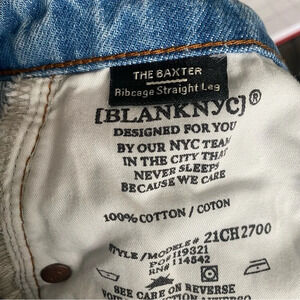 THE BAXTER
Ribcage Straight Leg
[BLANKNYC]®
DESIGNED FOR YOU
BY OUR NYC TEAM
IN THE CITY THAT
NEVER SLEEPS
BECAUSE WE CARE
100% COTTON / COTON
STYLE / MODELE # 21CH2700
PO# 119321
RN# 114542
SEE CARE ON REVERSE